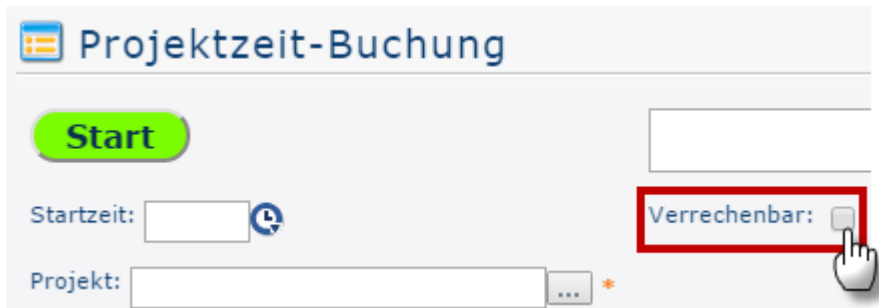 Projektzeit-Buchung
Start
Startzeit:
Verrechenbar:
Projekt: ... *